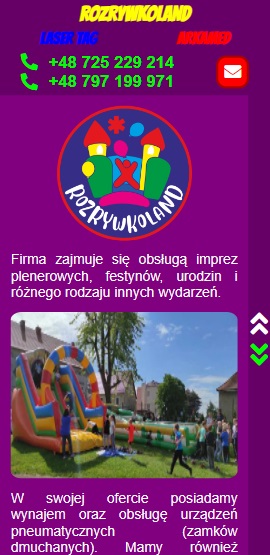 ROZRYWKOLAND
LASER TAG ARIAMED
+48 725 229 214
+48 797 199 971
ROZRYWKOLAND
Firma zajmuje się obsługą imprez
plenerowych, festynów, urodzin i
różnego rodzaju innych wydarzeń.
W swojej ofercie posiadamy
wynajem oraz obsługę urządzeń
pneumatycznych (zamków
dmuchanych). Mamy również